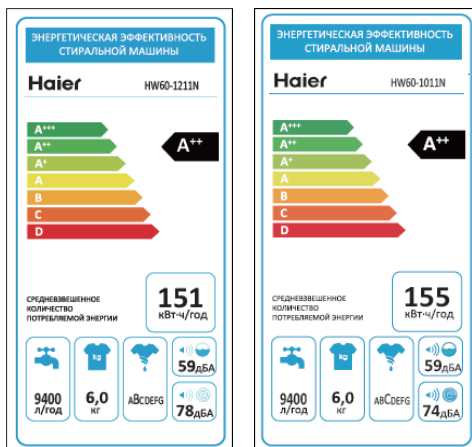 ЭНЕРГЕТИЧЕСКАЯ ЭФФЕКТИВНОСТЬ
СТИРАЛЬНОЙ МАШИНЫ
Haier
HW60-1211N
A+++
A++
A+
A
B
C
D
A++
СРЕДНЕВЗВЕШЕННОЕ
КОЛИЧЕСТВО
ПОТРЕБЛЯЕМОЙ ЭНЕРГИИ
151
кВт·ч/год
9400
л/год
kg
6,0
кг
ABCDEFG
59дБА
78дБА
ЭНЕРГЕТИЧЕСКАЯ ЭФФЕКТИВНОСТЬ
СТИРАЛЬНОЙ МАШИНЫ
Haier
HW60-1011N
A+++
A++
A+
A
B
C
D
A++
СРЕДНЕВЗВЕШЕННОЕ
КОЛИЧЕСТВО
ПОТРЕБЛЯЕМОЙ ЭНЕРГИИ
155
кВт·ч/год
9400
л/год
kg
6,0
кг
ABCDEFG
59дБА
74дБА